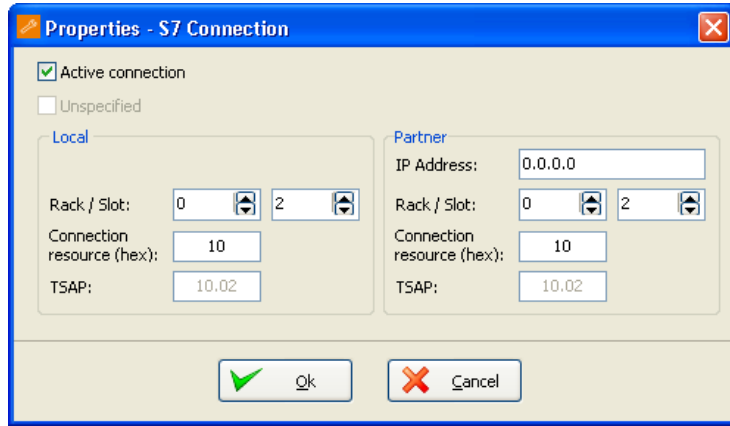 Properties - S7 Connection
Active connection
Unspecified
Local
Rack / Slot: 0 2
Connection
resource (hex): 10
TSAP: 10.02
Partner
IP Address: 0.0.0.0
Rack / Slot: 0 2
Connection
resource (hex): 10
TSAP: 10.02
Ok
Cancel